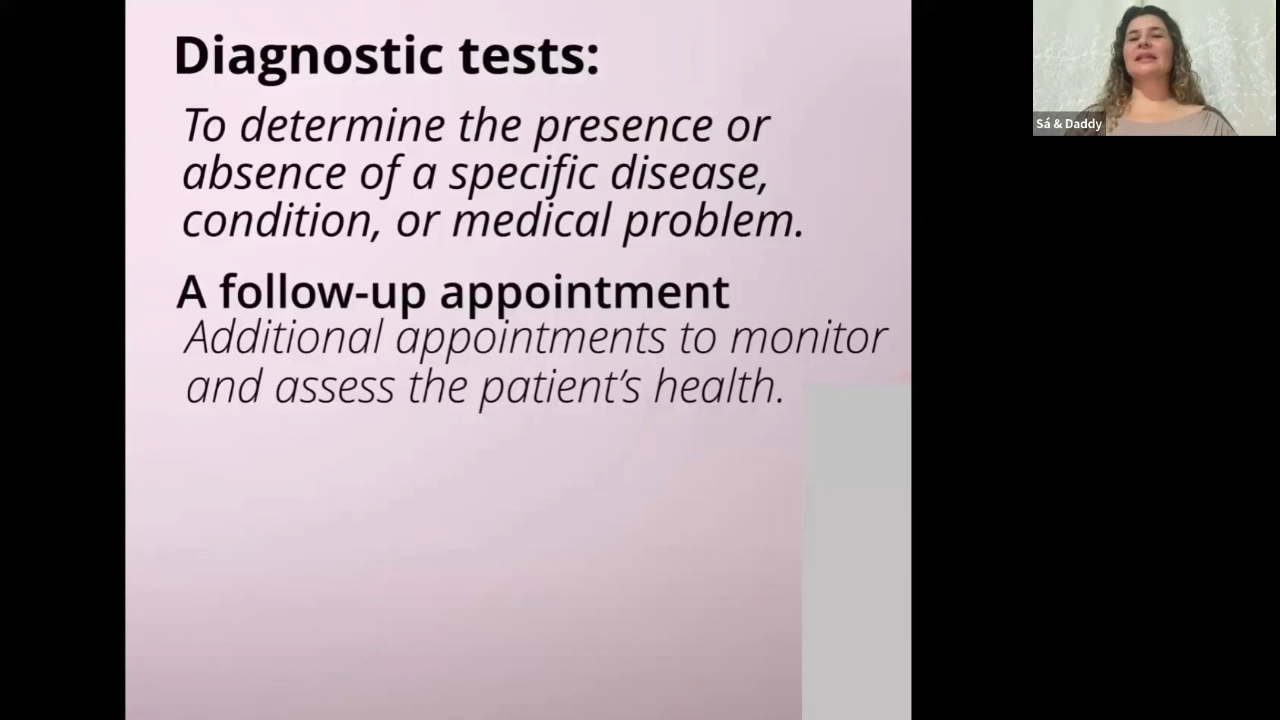 Diagnostic tests:
To determine the presence or
absence of a specific disease,
condition, or medical problem.
A follow-up appointment
Additional appointments to monitor
and assess the patient’s health.
Sá & Daddy